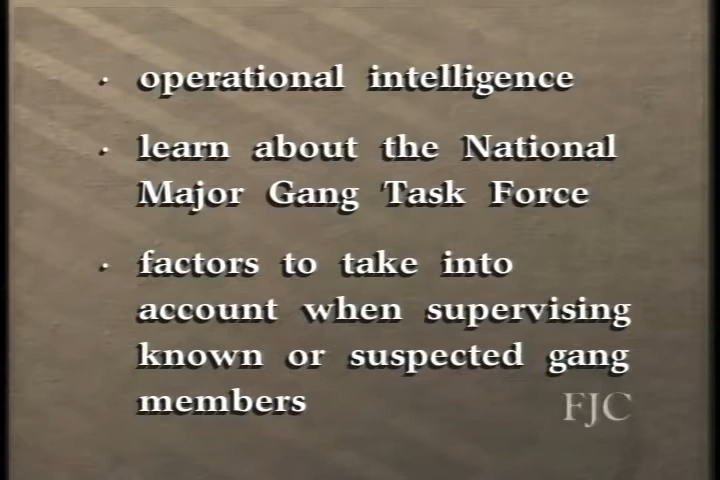 · operational intelligence
· learn about the National
Major Gang Task Force
· factors to take into
account when supervising
known or suspected gang
members
FJC